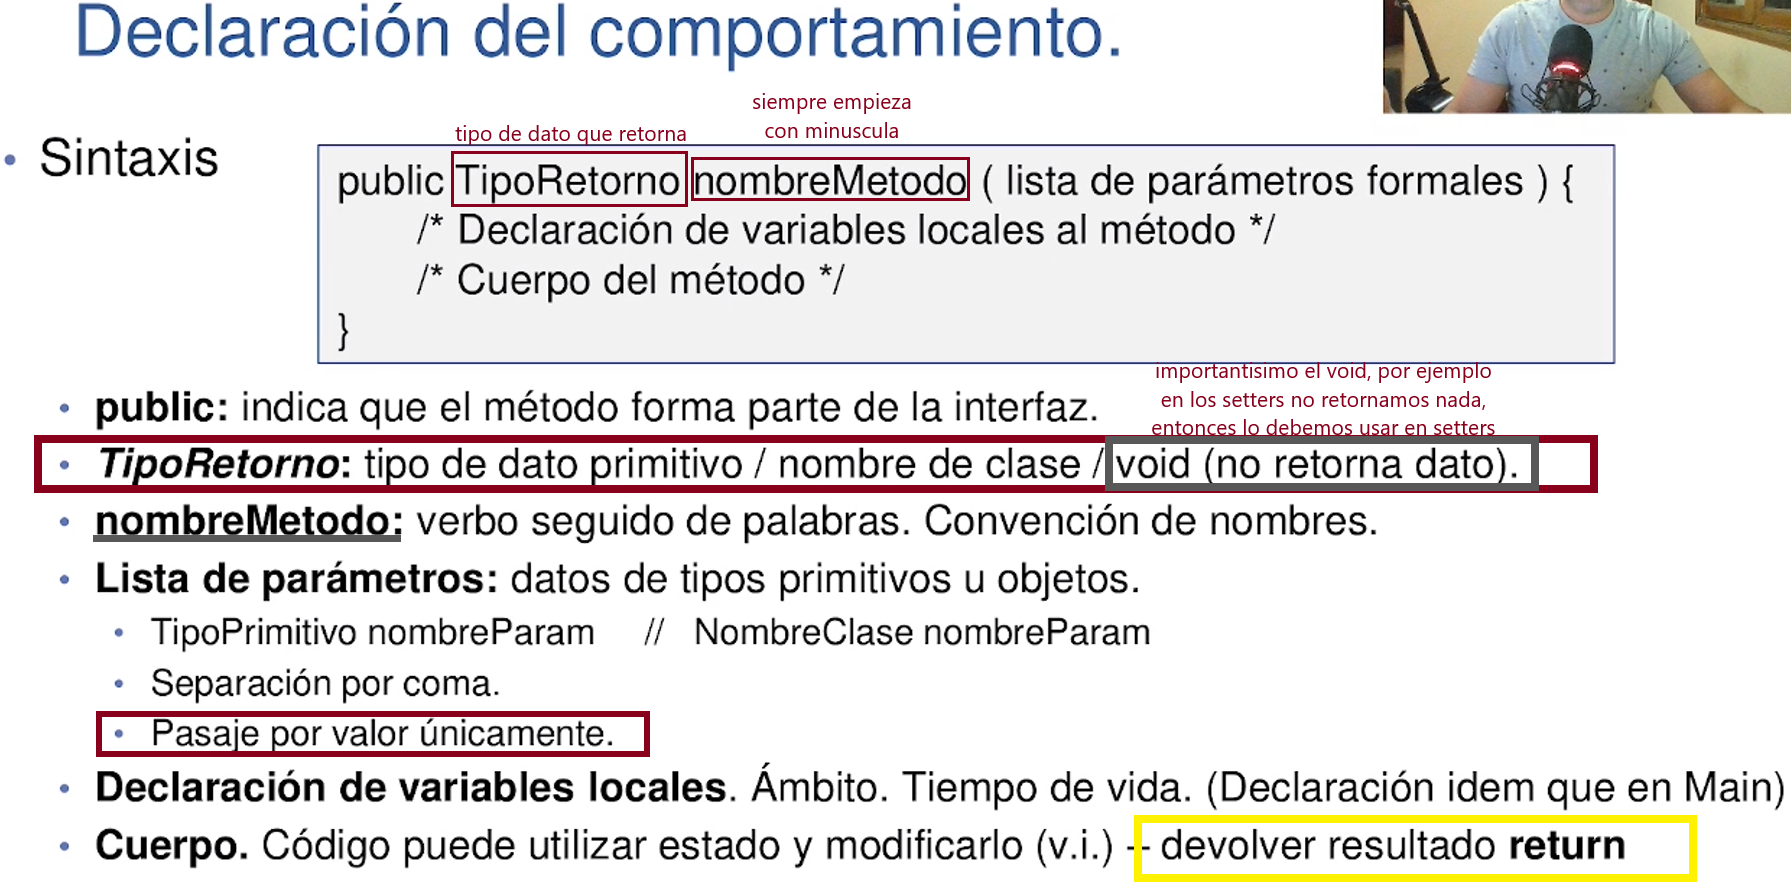 Declaración del comportamiento.
siempre empieza
con minuscula
tipo de dato que retorna
• Sintaxis
public TipoRetorno nombreMetodo ( lista de parámetros formales ) {
/* Declaración de variables locales al método */
/* Cuerpo del método */
}
importantisimo el void, por ejemplo
en los setters no retornamos nada,
entonces lo debemos usar en setters
• public: indica que el método forma parte de la interfaz.
• TipoRetorno: tipo de dato primitivo / nombre de clase / void (no retorna dato).
• nombreMetodo: verbo seguido de palabras. Convención de nombres.
• Lista de parámetros: datos de tipos primitivos u objetos.
• TipoPrimitivo nombreParam // NombreClase nombreParam
• Separación por coma.
• Pasaje por valor únicamente.
• Declaración de variables locales. Ámbito. Tiempo de vida. (Declaración idem que en Main)
• Cuerpo. Código puede utilizar estado y modificarlo (v.i.) – devolver resultado return